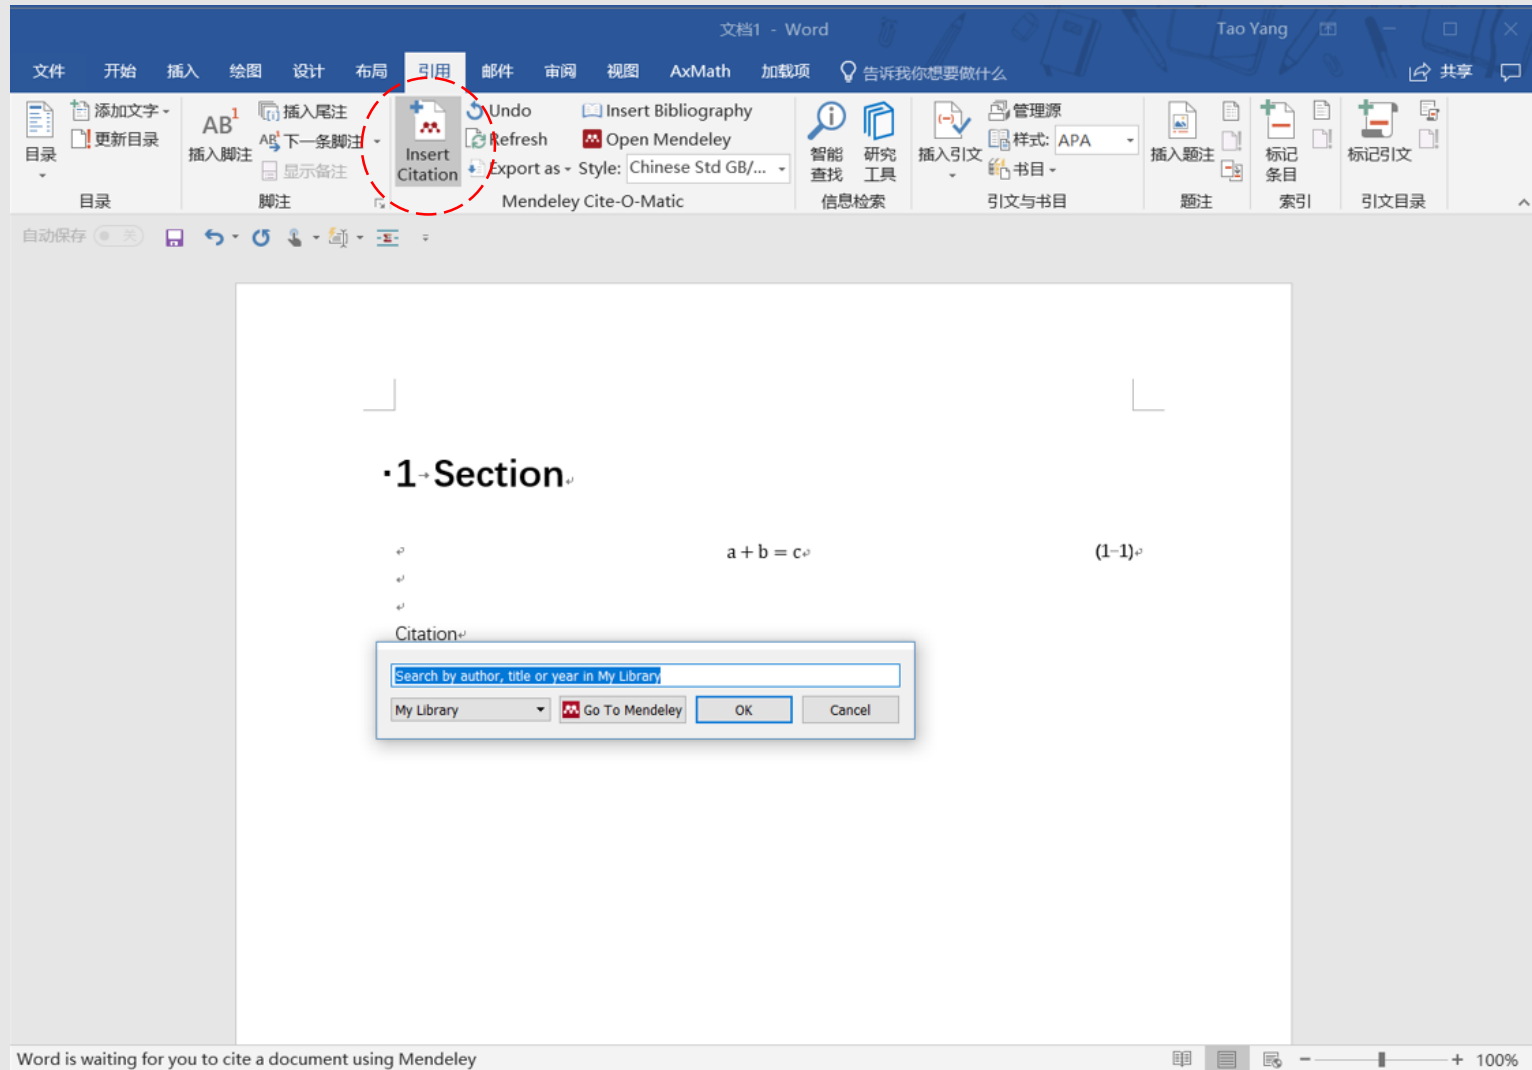 文档1 - Word
Tao Yang
文件 开始 插入 绘图 设计 布局 引用 邮件 审阅 视图 AxMath 加载项 告诉我你想要做什么 共享
目录
添加文字
更新目录
目录
AB1
插入脚注
插入尾注
AB1 下一条脚注
显示备注
脚注
Insert
Citation
Undo
Refresh
Export as
Insert Bibliography
Open Mendeley
Style: Chinese Std GB/...
Mendeley Cite-O-Matic
智能
查找
研究
工具
信息检索
插入引文
管理源
样式: APA
书目
引文与书目
插入题注
题注
标记
条目
索引
标记引文
引文目录
自动保存 关
1 Section
a + b = c (1-1)
Citation
Search by author, title or year in My Library
My Library Go To Mendeley OK Cancel
Word is waiting for you to cite a document using Mendeley
100%